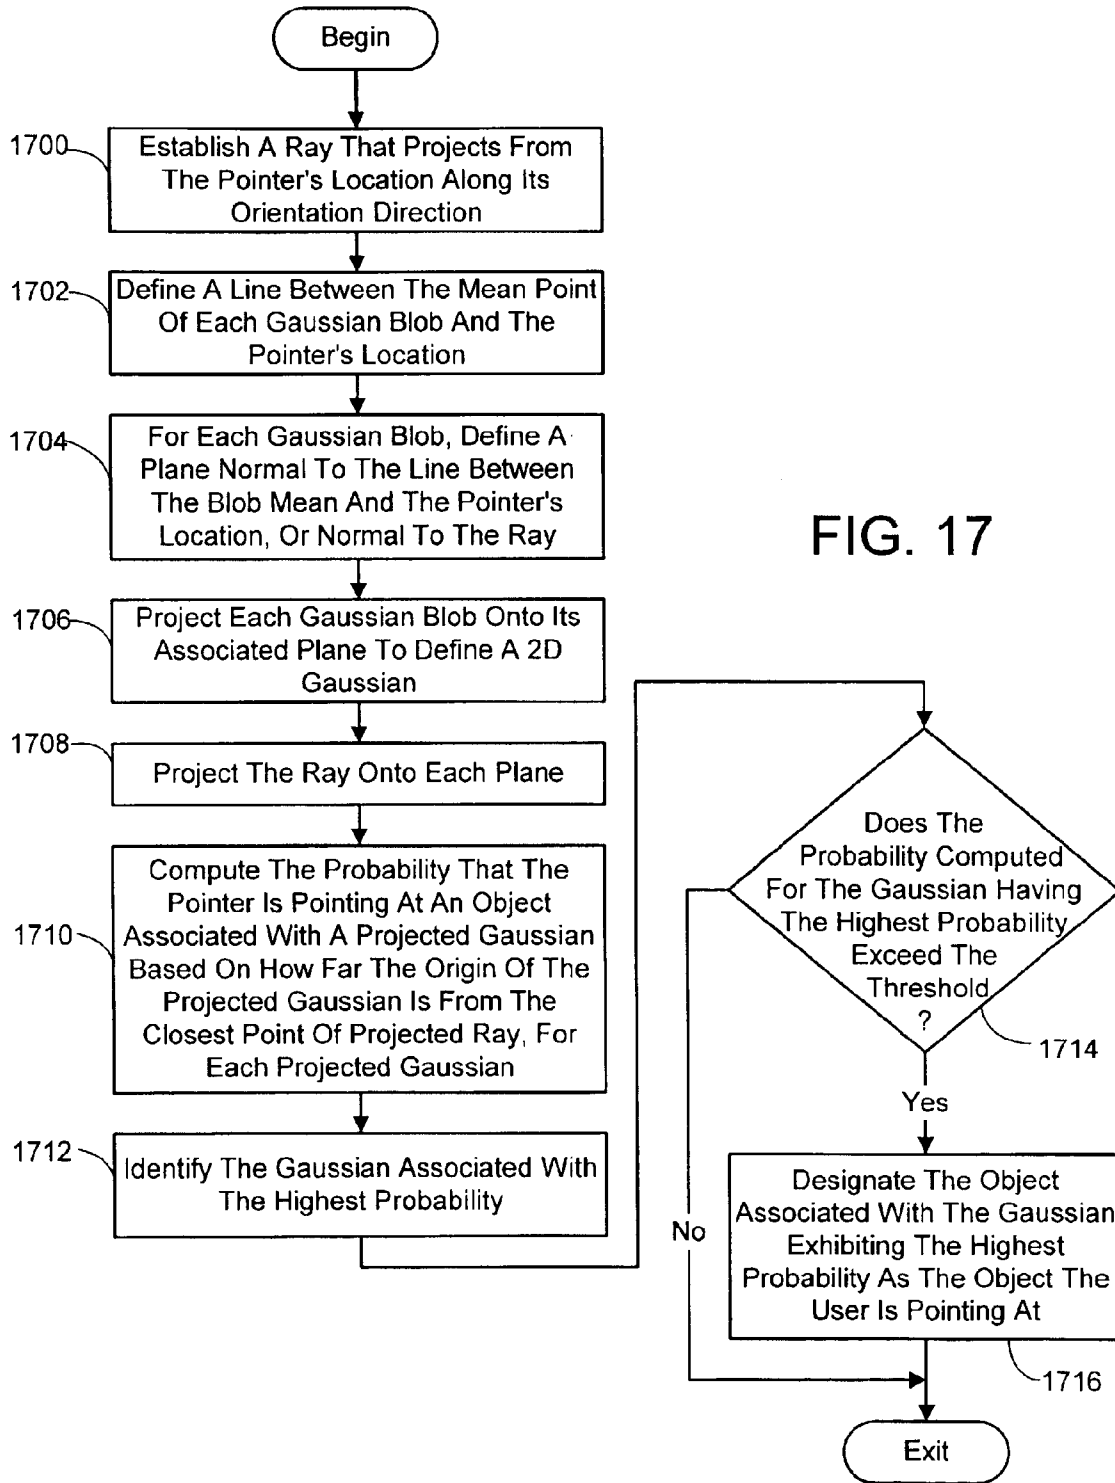 Begin
1700
Establish A Ray That Projects From
The Pointer's Location Along Its
Orientation Direction
1702
Define A Line Between The Mean Point
Of Each Gaussian Blob And The
Pointer's Location
1704
For Each Gaussian Blob, Define A
Plane Normal To The Line Between
The Blob Mean And The Pointer's
Location, Or Normal To The Ray
FIG. 17
1706
Project Each Gaussian Blob Onto Its
Associated Plane To Define A 2D
Gaussian
1708
Project The Ray Onto Each Plane
1710
Compute The Probability That The
Pointer Is Pointing At An Object
Associated With A Projected Gaussian
Based On How Far The Origin Of The
Projected Gaussian Is From The
Closest Point Of Projected Ray, For
Each Projected Gaussian
1712
Identify The Gaussian Associated With
The Highest Probability
Does The
Probability Computed
For The Gaussian Having
The Highest Probability
Exceed The
Threshold
?
1714
Yes
No
Designate The Object
Associated With The Gaussian
Exhibiting The Highest
Probability As The Object The
User Is Pointing At
1716
Exit